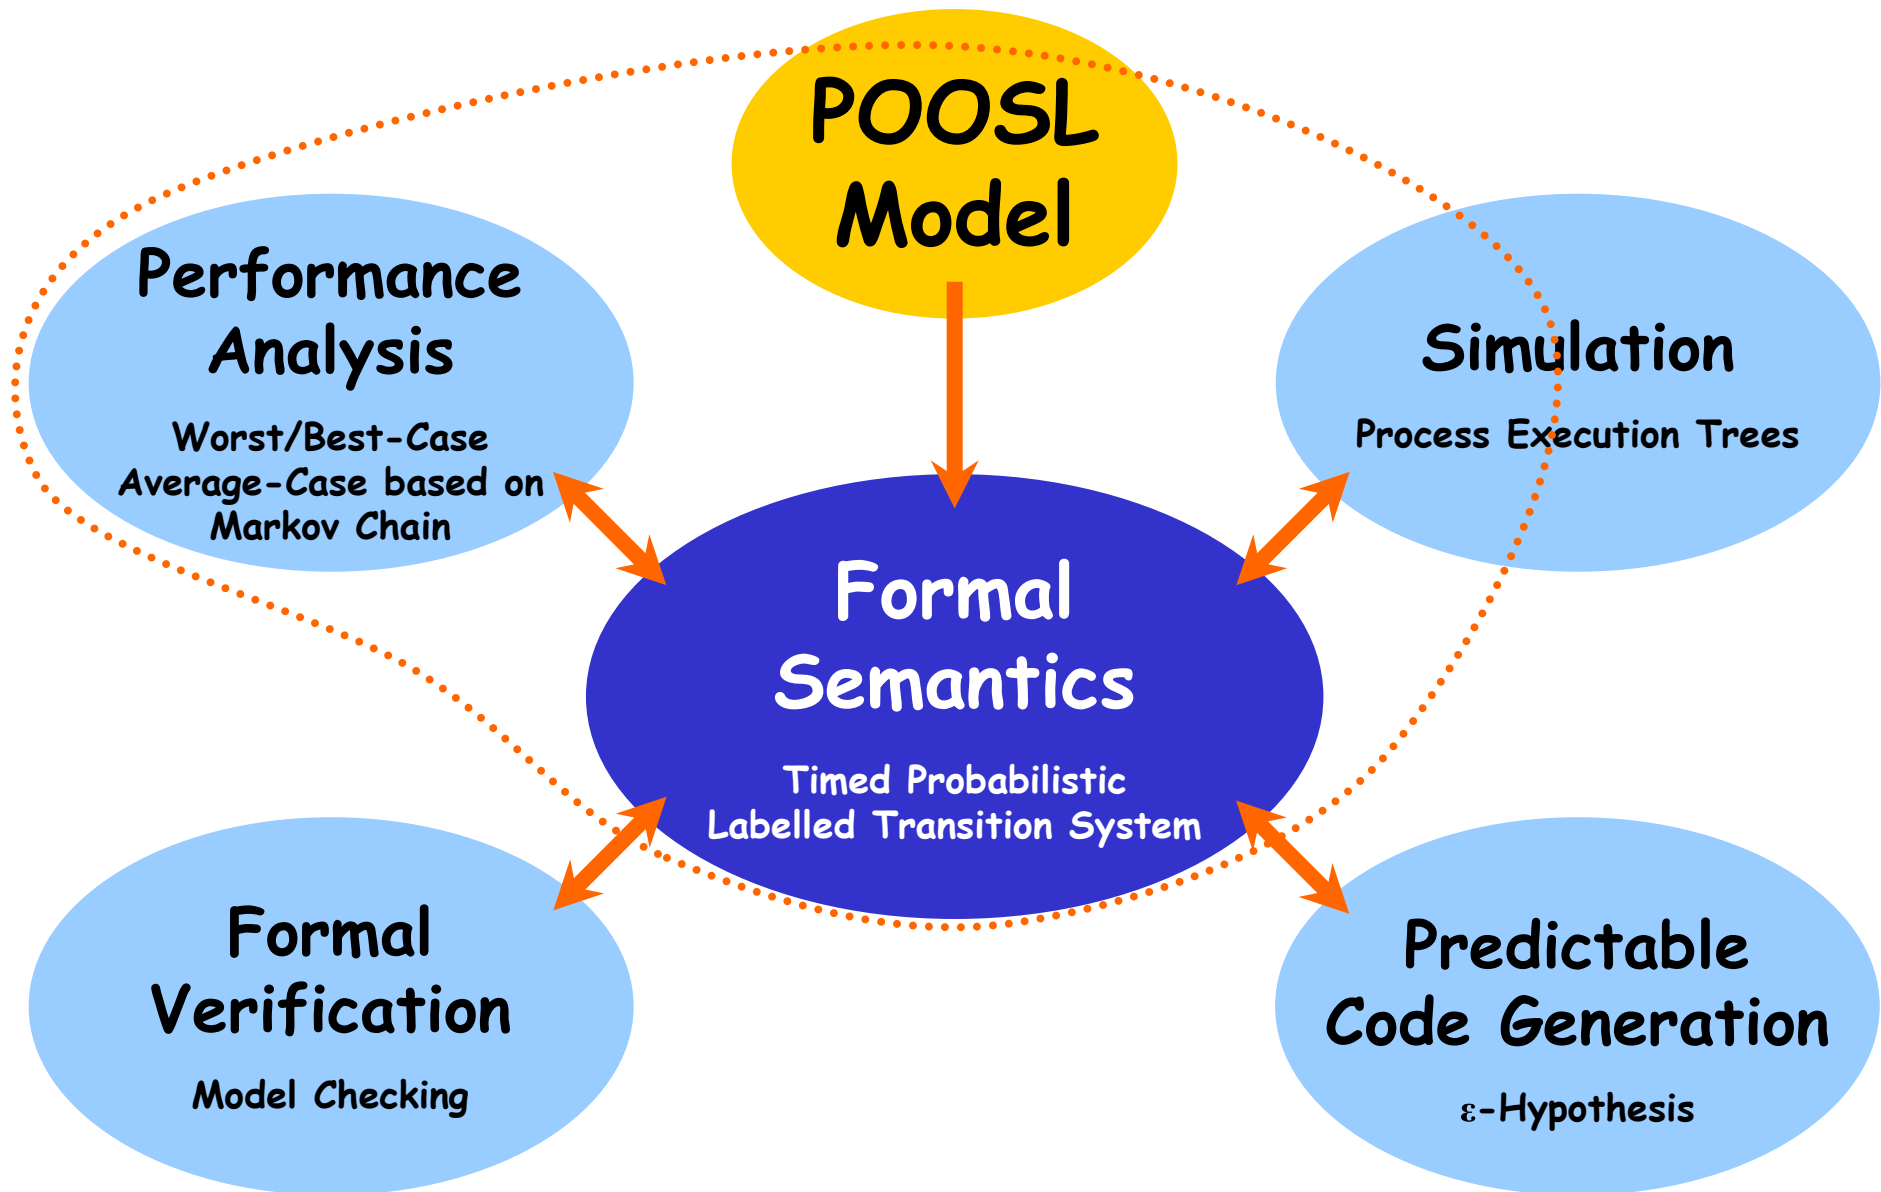 POOSL
Model
Performance
Analysis
Worst/Best-Case
Average-Case based on
Markov Chain
Simulation
Process Execution Trees
Formal
Semantics
Timed Probabilistic
Labelled Transition System
Formal
Verification
Model Checking
Predictable
Code Generation
ε-Hypothesis